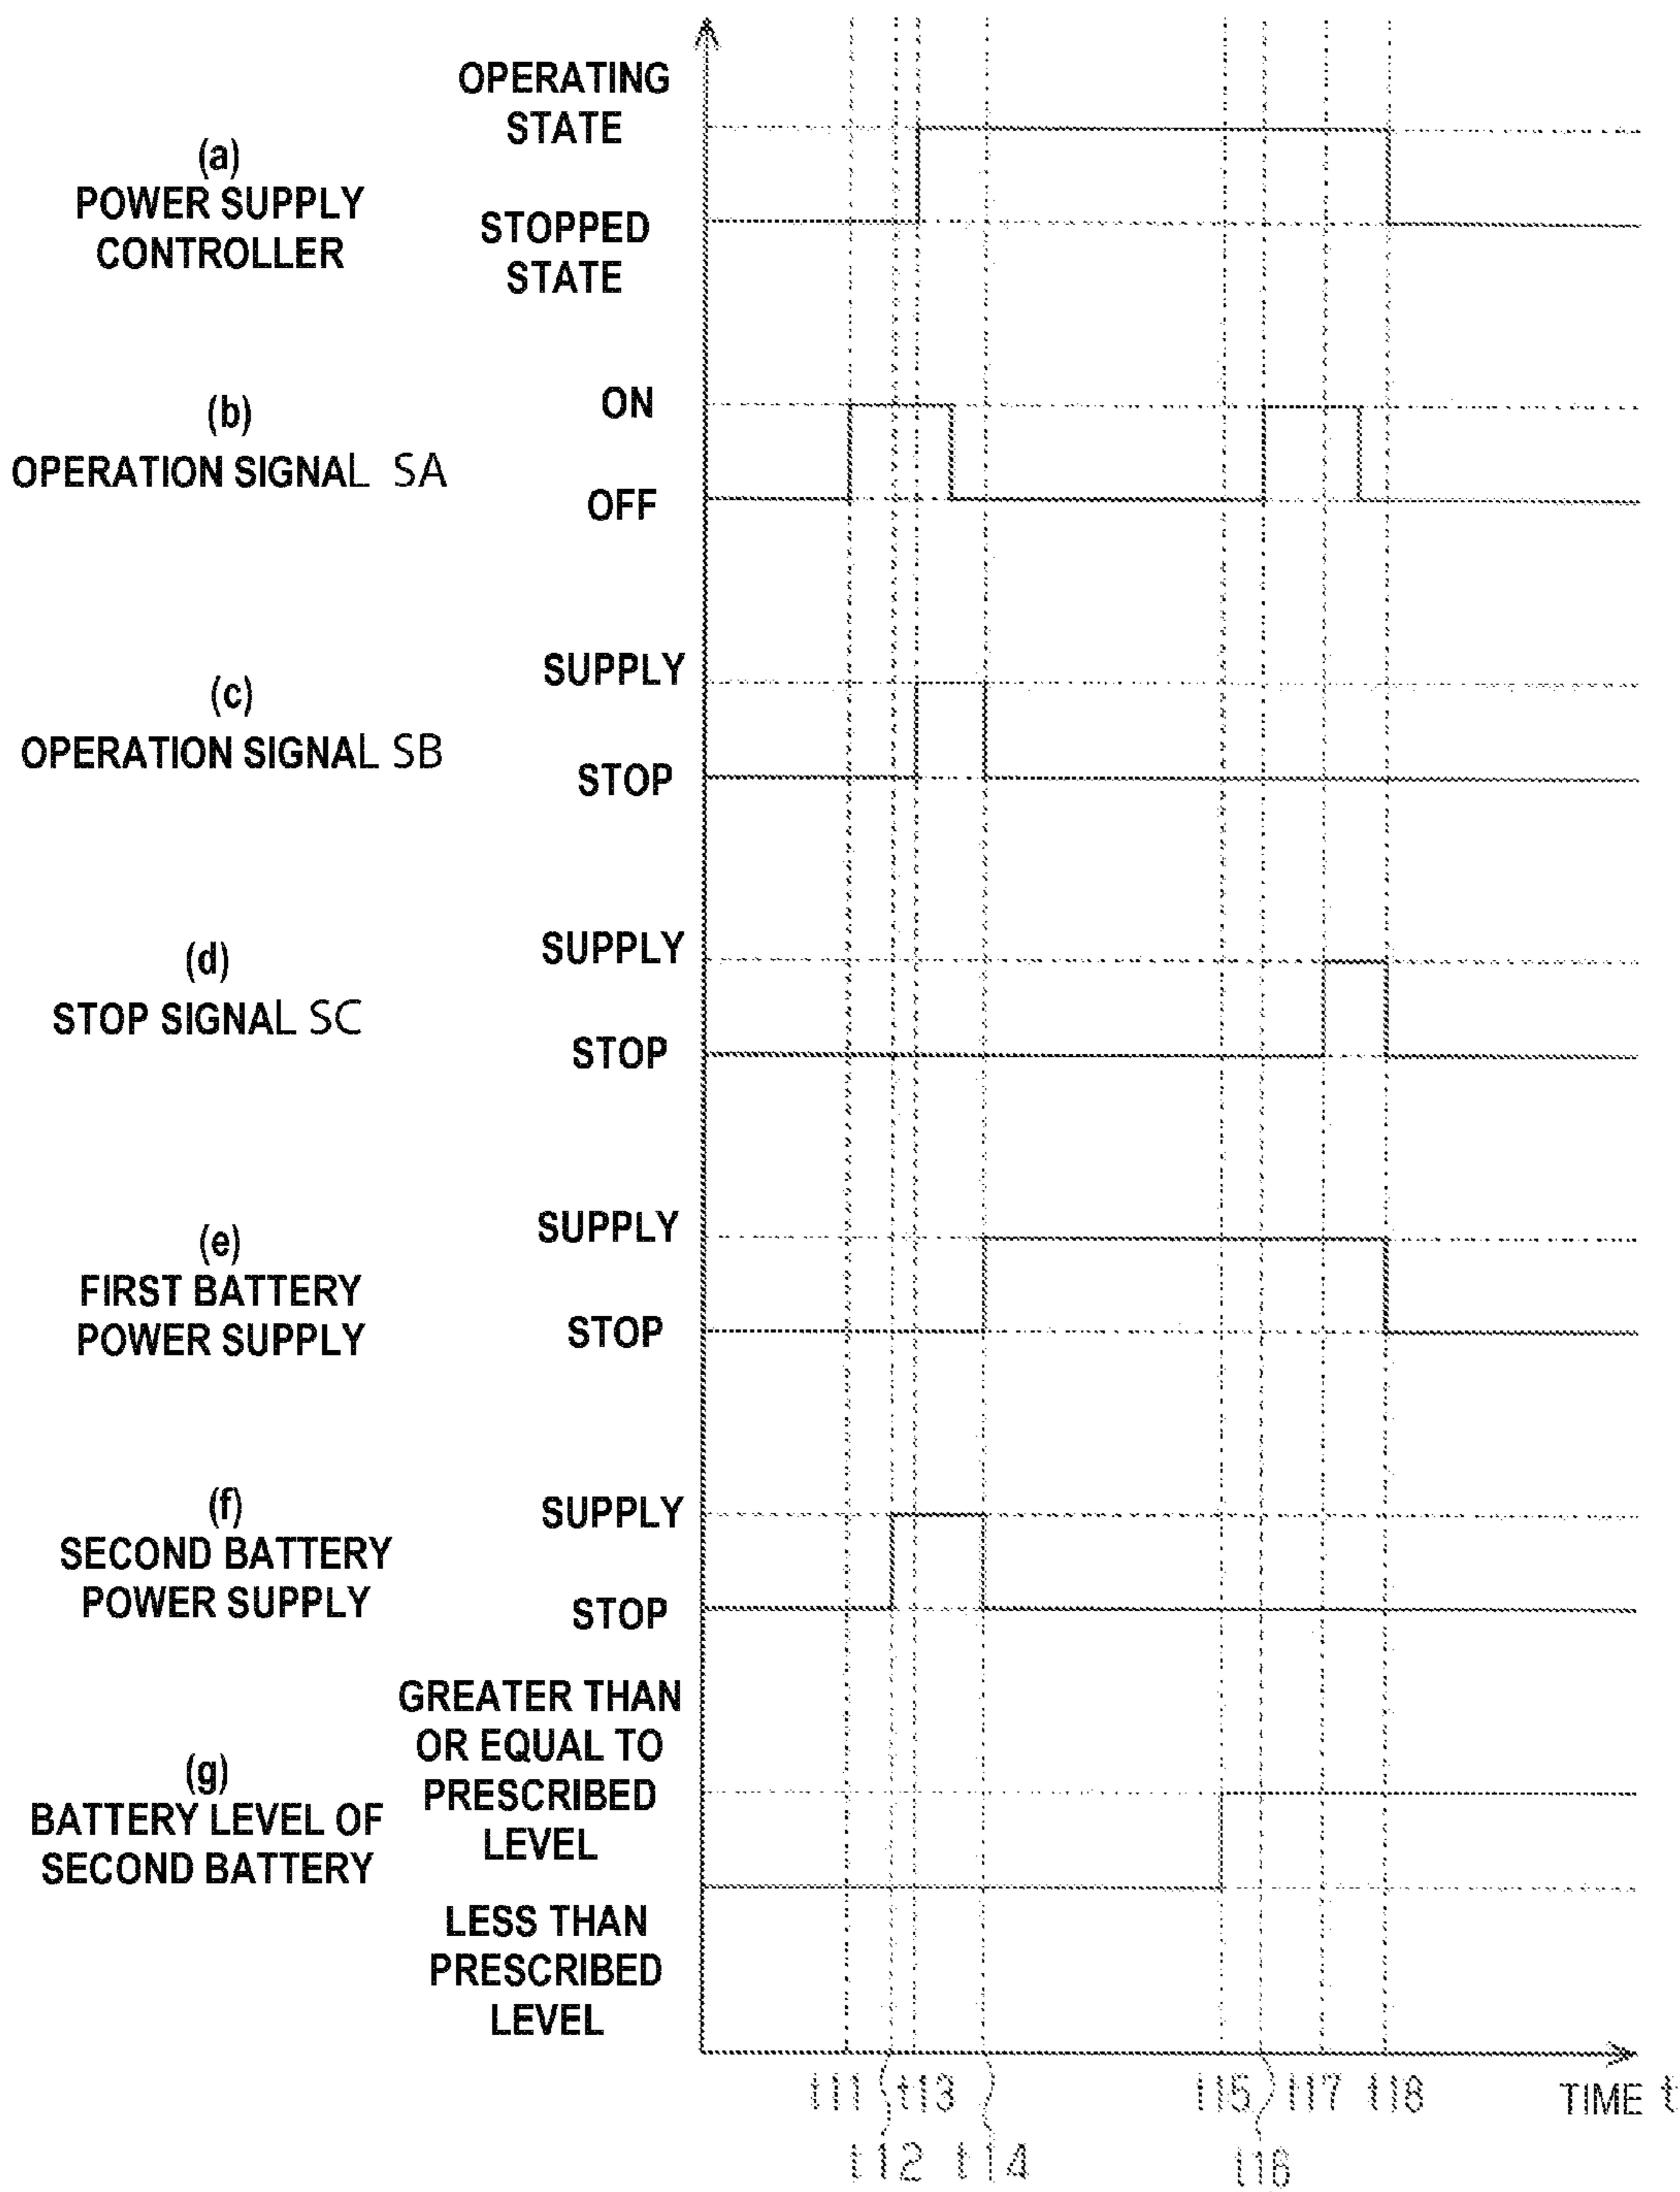 (a)
POWER SUPPLY
CONTROLLER
OPERATING
STATE
STOPPED
STATE
(b)
OPERATION SIGNAL SA
ON
OFF
(c)
OPERATION SIGNAL SB
SUPPLY
STOP
(d)
STOP SIGNAL SC
SUPPLY
STOP
(e)
FIRST BATTERY
POWER SUPPLY
SUPPLY
STOP
(f)
SECOND BATTERY
POWER SUPPLY
SUPPLY
STOP
(g)
BATTERY LEVEL OF
SECOND BATTERY
GREATER THAN
OR EQUAL TO
PRESCRIBED
LEVEL
LESS THAN
PRESCRIBED
LEVEL
t11 t13 t15 t17 t18 TIME t
t12 t14 t16